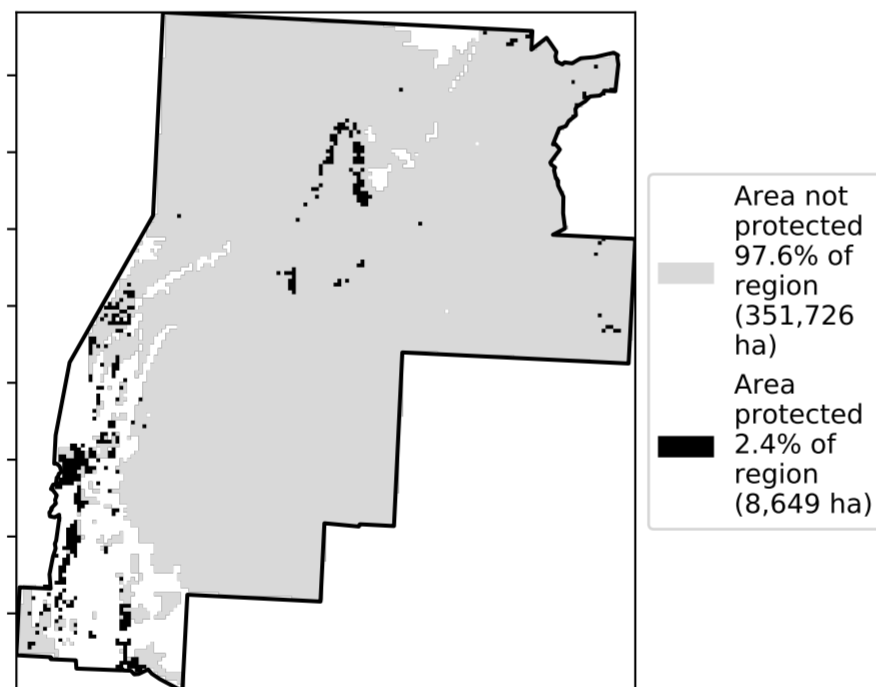 Area not
protected
97.6% of
region
(351,726
ha)
Area
protected
2.4% of
region
(8,649 ha)